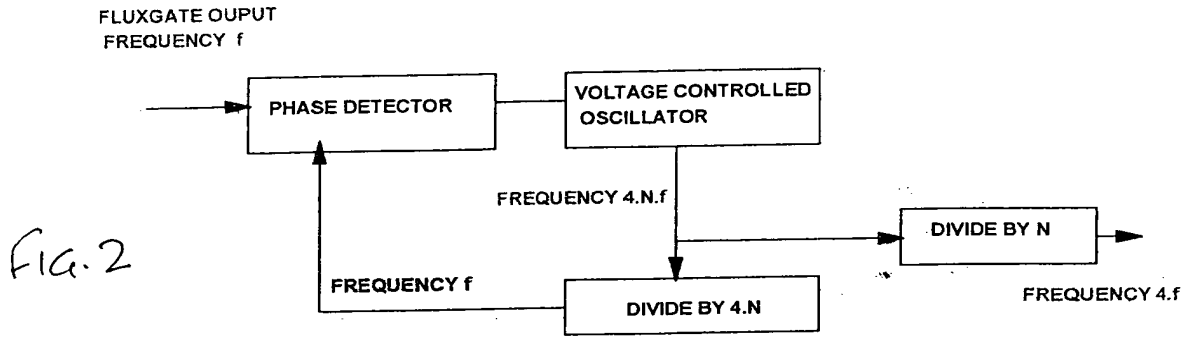 FLUXGATE OUPUT
FREQUENCY f
PHASE DETECTOR
VOLTAGE CONTROLLED
OSCILLATOR
FREQUENCY 4.N.f
DIVIDE BY N
FIG.2
FREQUENCY f
DIVIDE BY 4.N
FREQUENCY 4.f